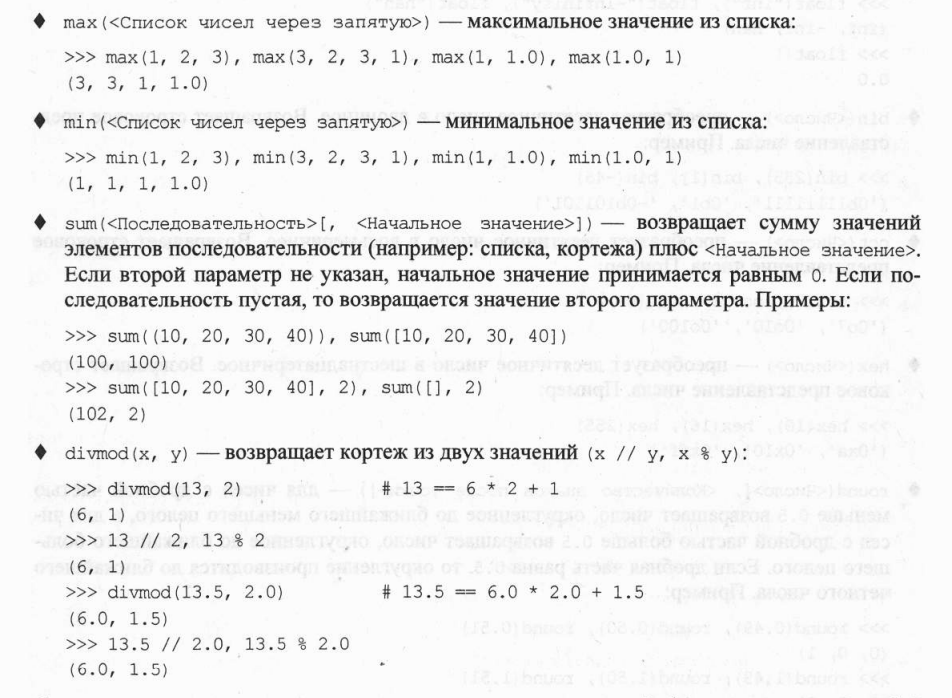 ♦ max(<Список чисел через запятую>) — максимальное значение из списка:
>>> max(1, 2, 3), max(3, 2, 3, 1), max(1, 1.0), max(1.0, 1)
(3, 3, 1, 1.0)
♦ min(<Список чисел через запятую>) — минимальное значение из списка:
>>> min(1, 2, 3), min(3, 2, 3, 1), min(1, 1.0), min(1.0, 1)
(1, 1, 1, 1.0)
♦ sum(<Последовательность>[, <Начальное значение>]) — возвращает сумму значений
элементов последовательности (например: списка, кортежа) плюс <Начальное значение>.
Если второй параметр не указан, начальное значение принимается равным 0. Если по-
следовательность пустая, то возвращается значение второго параметра. Примеры:
>>> sum((10, 20, 30, 40)), sum([10, 20, 30, 40])
(100, 100)
>>> sum([10, 20, 30, 40], 2), sum([], 2)
(102, 2)
♦ divmod(x, y) — возвращает кортеж из двух значений (x // y, x % y):
>>> divmod(13, 2) # 13 == 6 * 2 + 1
(6, 1)
>>> 13 // 2, 13 % 2
(6, 1)
>>> divmod(13.5, 2.0) # 13.5 == 6.0 * 2.0 + 1.5
(6.0, 1.5)
>>> 13.5 // 2.0, 13.5 % 2.0
(6.0, 1.5)